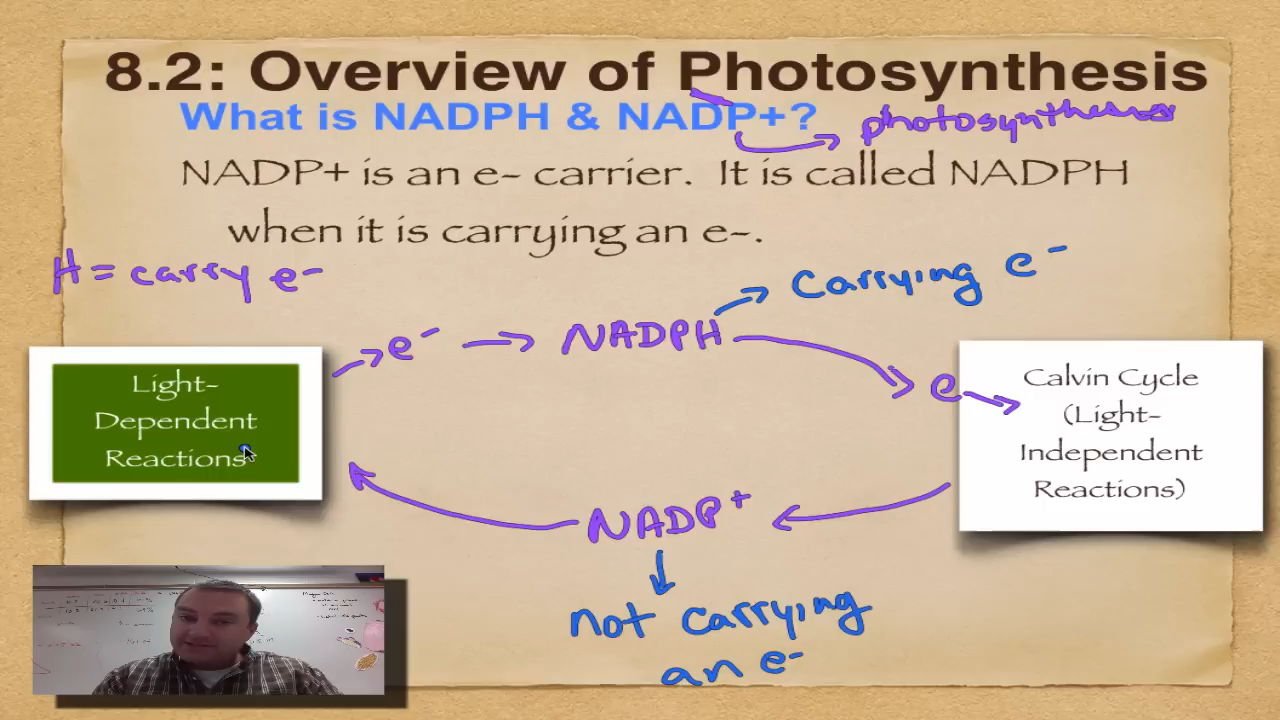 8.2: Overview of Photosynthesis
What is NADPH & NADP+?
photosynthesis
NADP+ is an e- carrier. It is called NADPH
when it is carrying an e-.
H = carry e-
Carrying e-
e- → NADPH
e
Light-
Dependent
Reactions
Calvin Cycle
(Light-
Independent
Reactions)
NADP+
not carrying
an e-